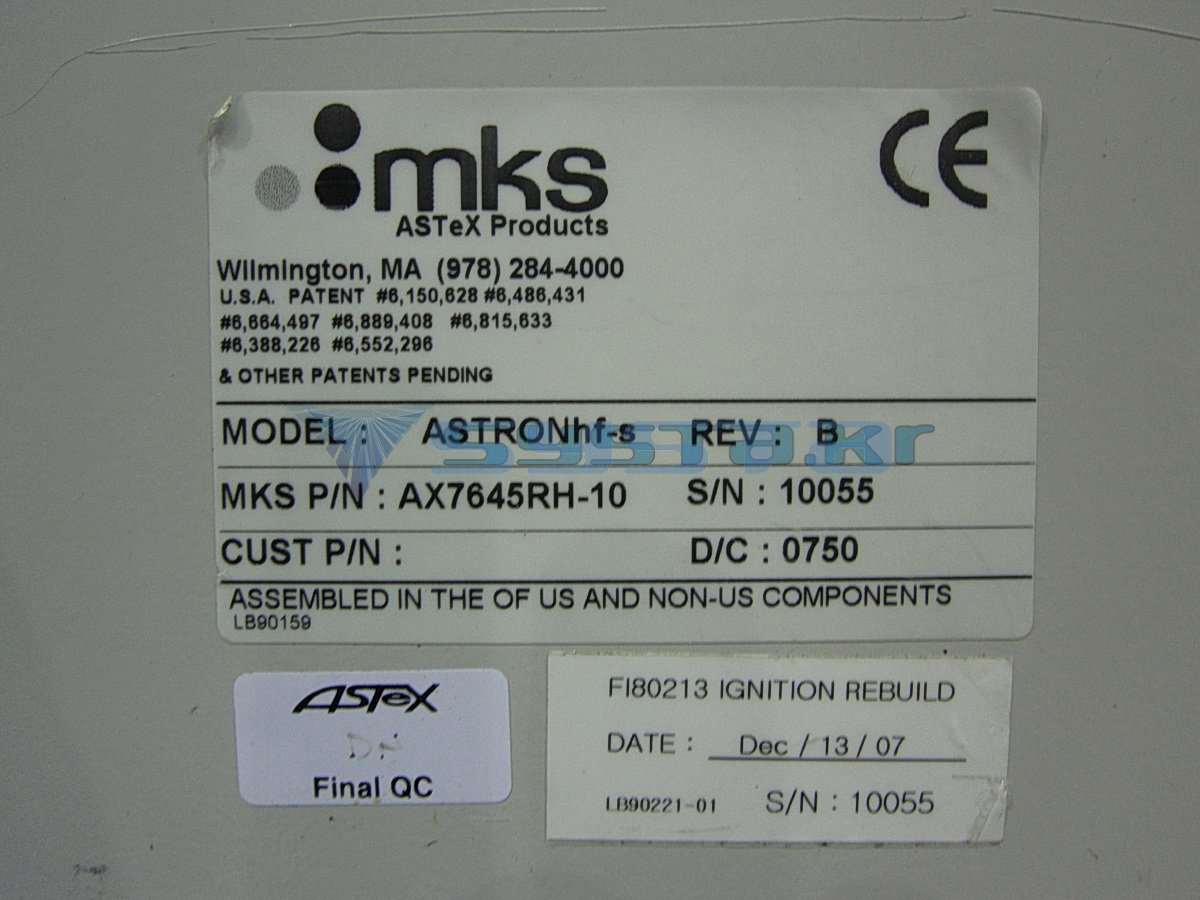 mks
CE
ASTeX Products
Wilmington, MA (978) 284-4000
U.S.A. PATENT #6,150,628 #6,486,431
#6,664,497 #6,889,408 #6,815,633
#6,388,226 #6,552,296
& OTHER PATENTS PENDING
MODEL : ASTRONhf-s REV : B
sysTo.kr
MKS P/N : AX7645RH-10 S/N : 10055
CUST P/N : D/C : 0750
ASSEMBLED IN THE OF US AND NON-US COMPONENTS
LB90159
ASTeX
Final QC
FI80213 IGNITION REBUILD
DATE : Dec / 13 / 07
LB90221-01 S/N : 10055